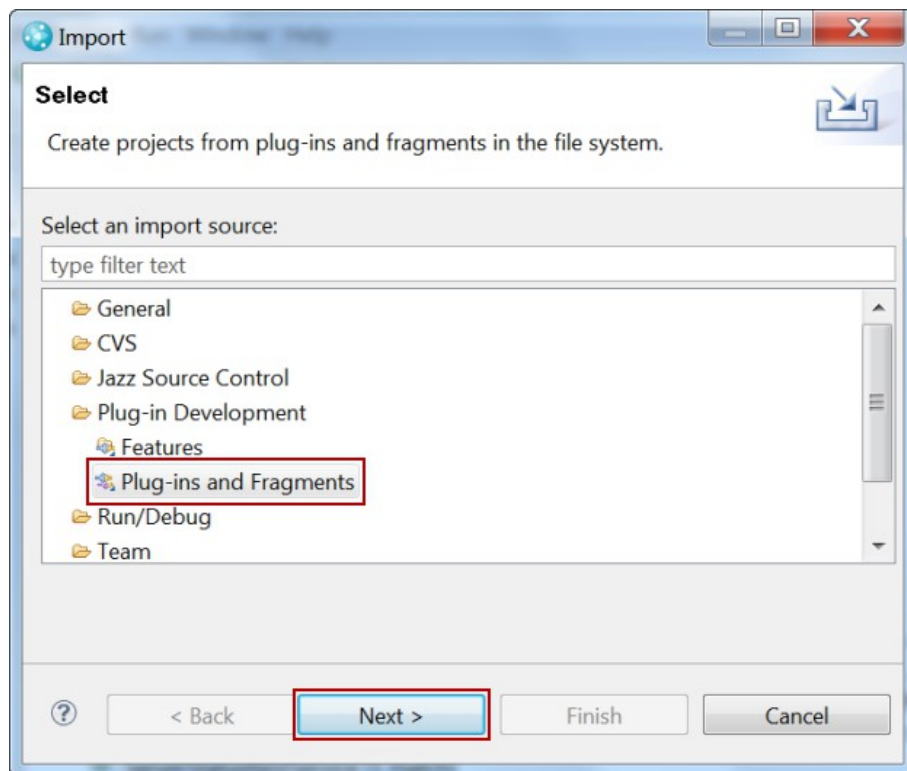 Import
Select
Create projects from plug-ins and fragments in the file system.
Select an import source:
type filter text
General
CVS
Jazz Source Control
Plug-in Development
Features
Plug-ins and Fragments
Run/Debug
Team
? < Back Next > Finish Cancel